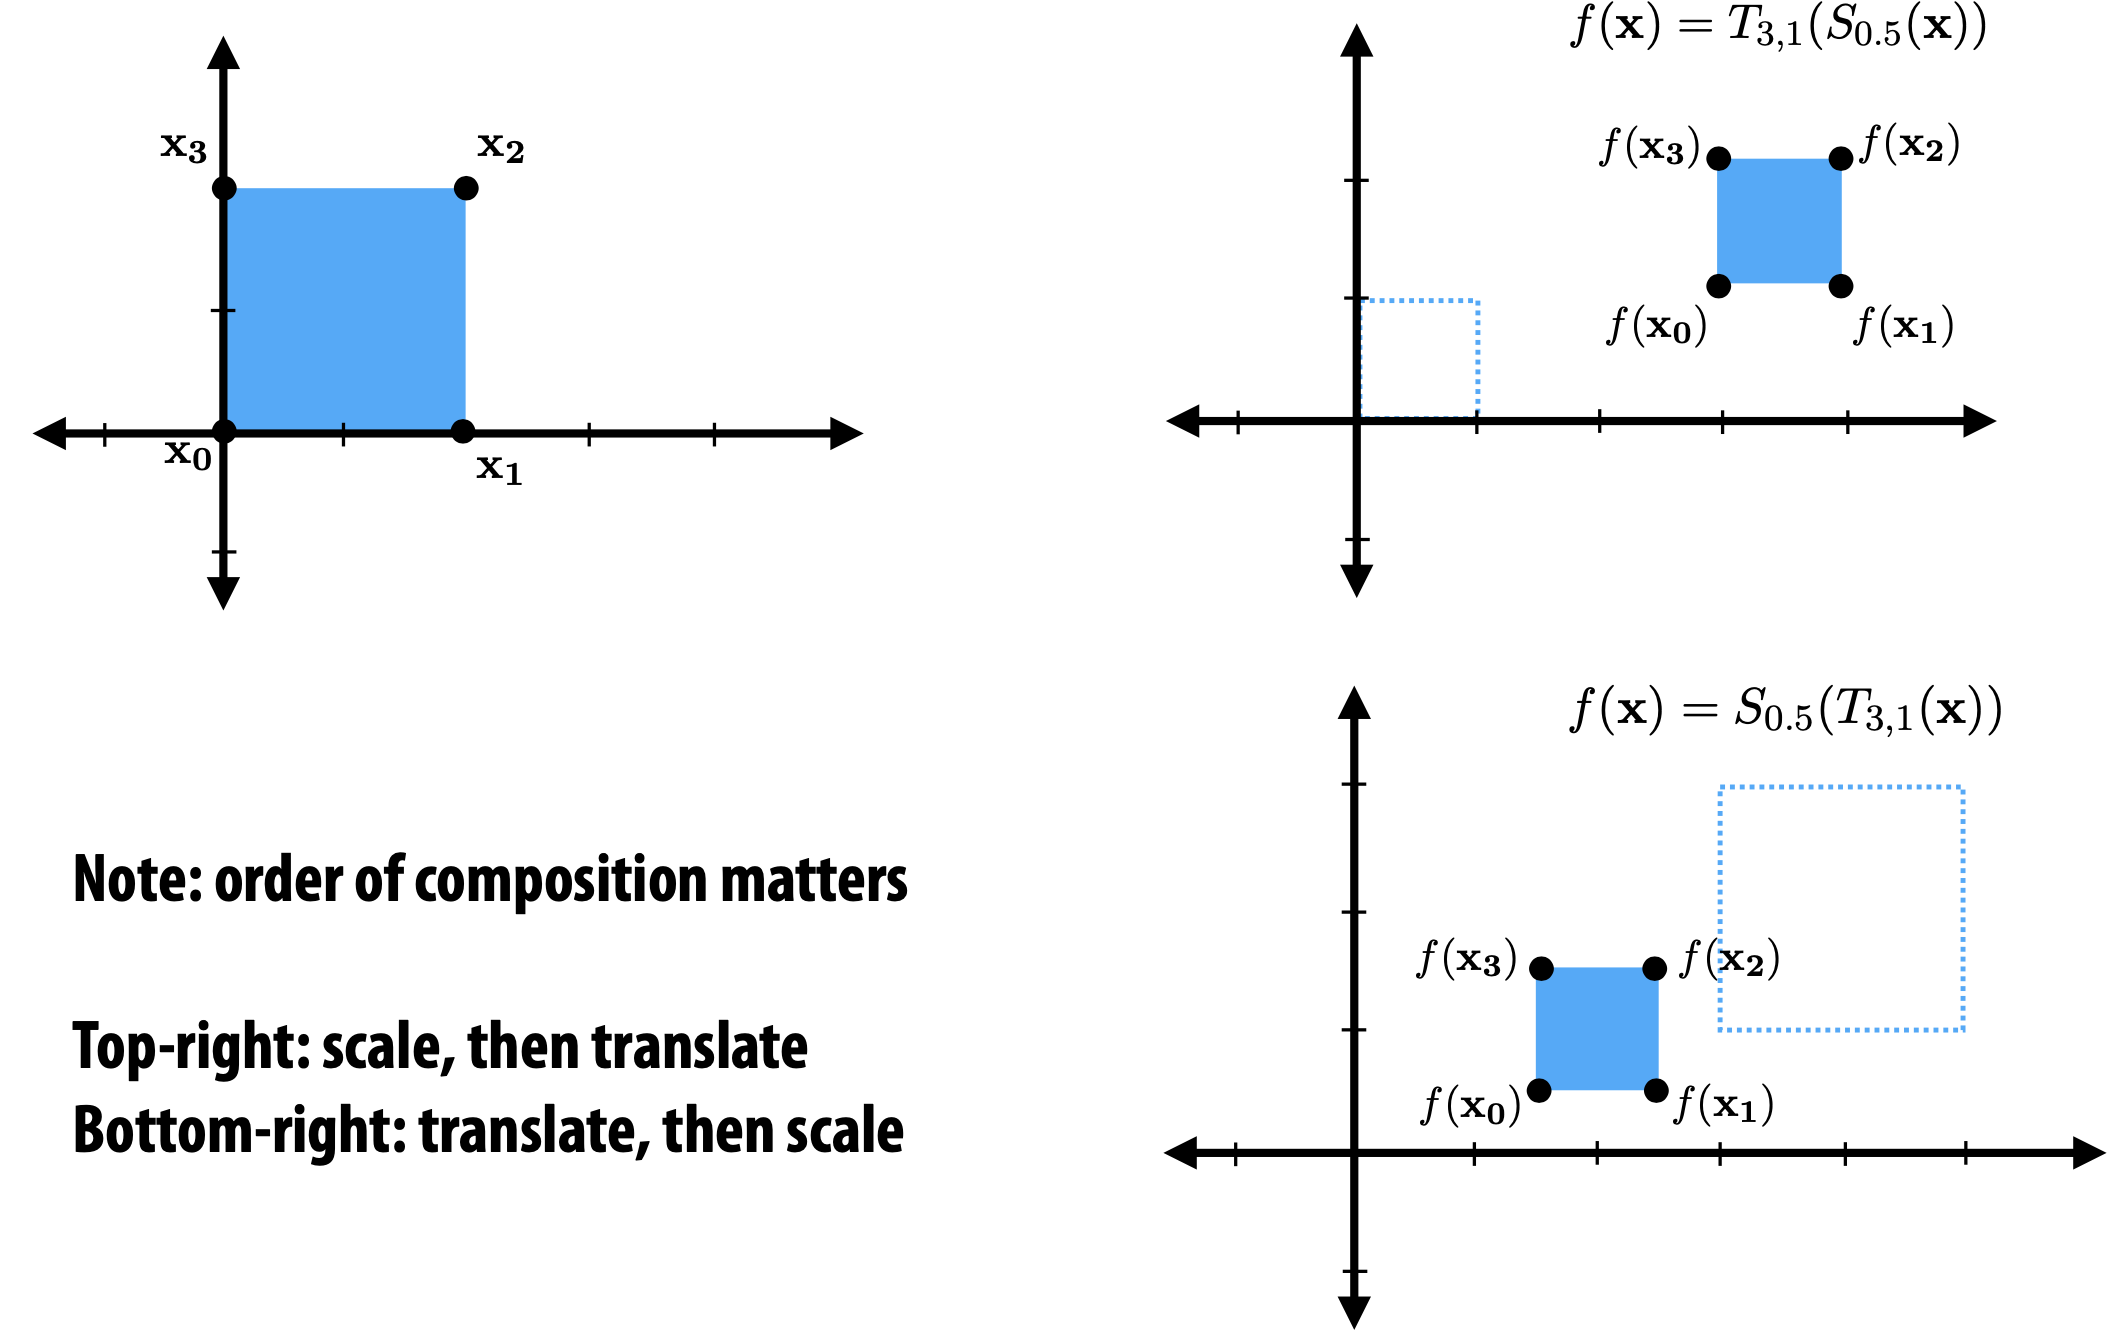 x₃ x₂
x₀ x₁
f(x) = T₃,₁(S₀.₅(x))
f(x₃) f(x₂)
f(x₀) f(x₁)
Note: order of composition matters
Top-right: scale, then translate
Bottom-right: translate, then scale
f(x) = S₀.₅(T₃,₁(x))
f(x₃) f(x₂)
f(x₀) f(x₁)